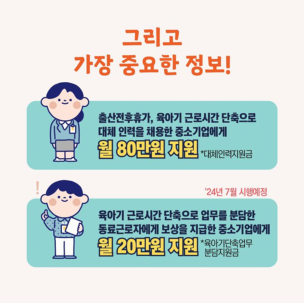 그리고
가장 중요한 정보!
출산전후휴가, 육아기 근로시간 단축으로
대체 인력을 채용한 중소기업에게
월 80만원 지원 *대체인력지원금
'24년 7월 시행예정
육아기 근로시간 단축으로 업무를 분담한
동료근로자에게 보상을 지급한 중소기업에게
월 20만원 지원 *육아기단축업무
분담지원금